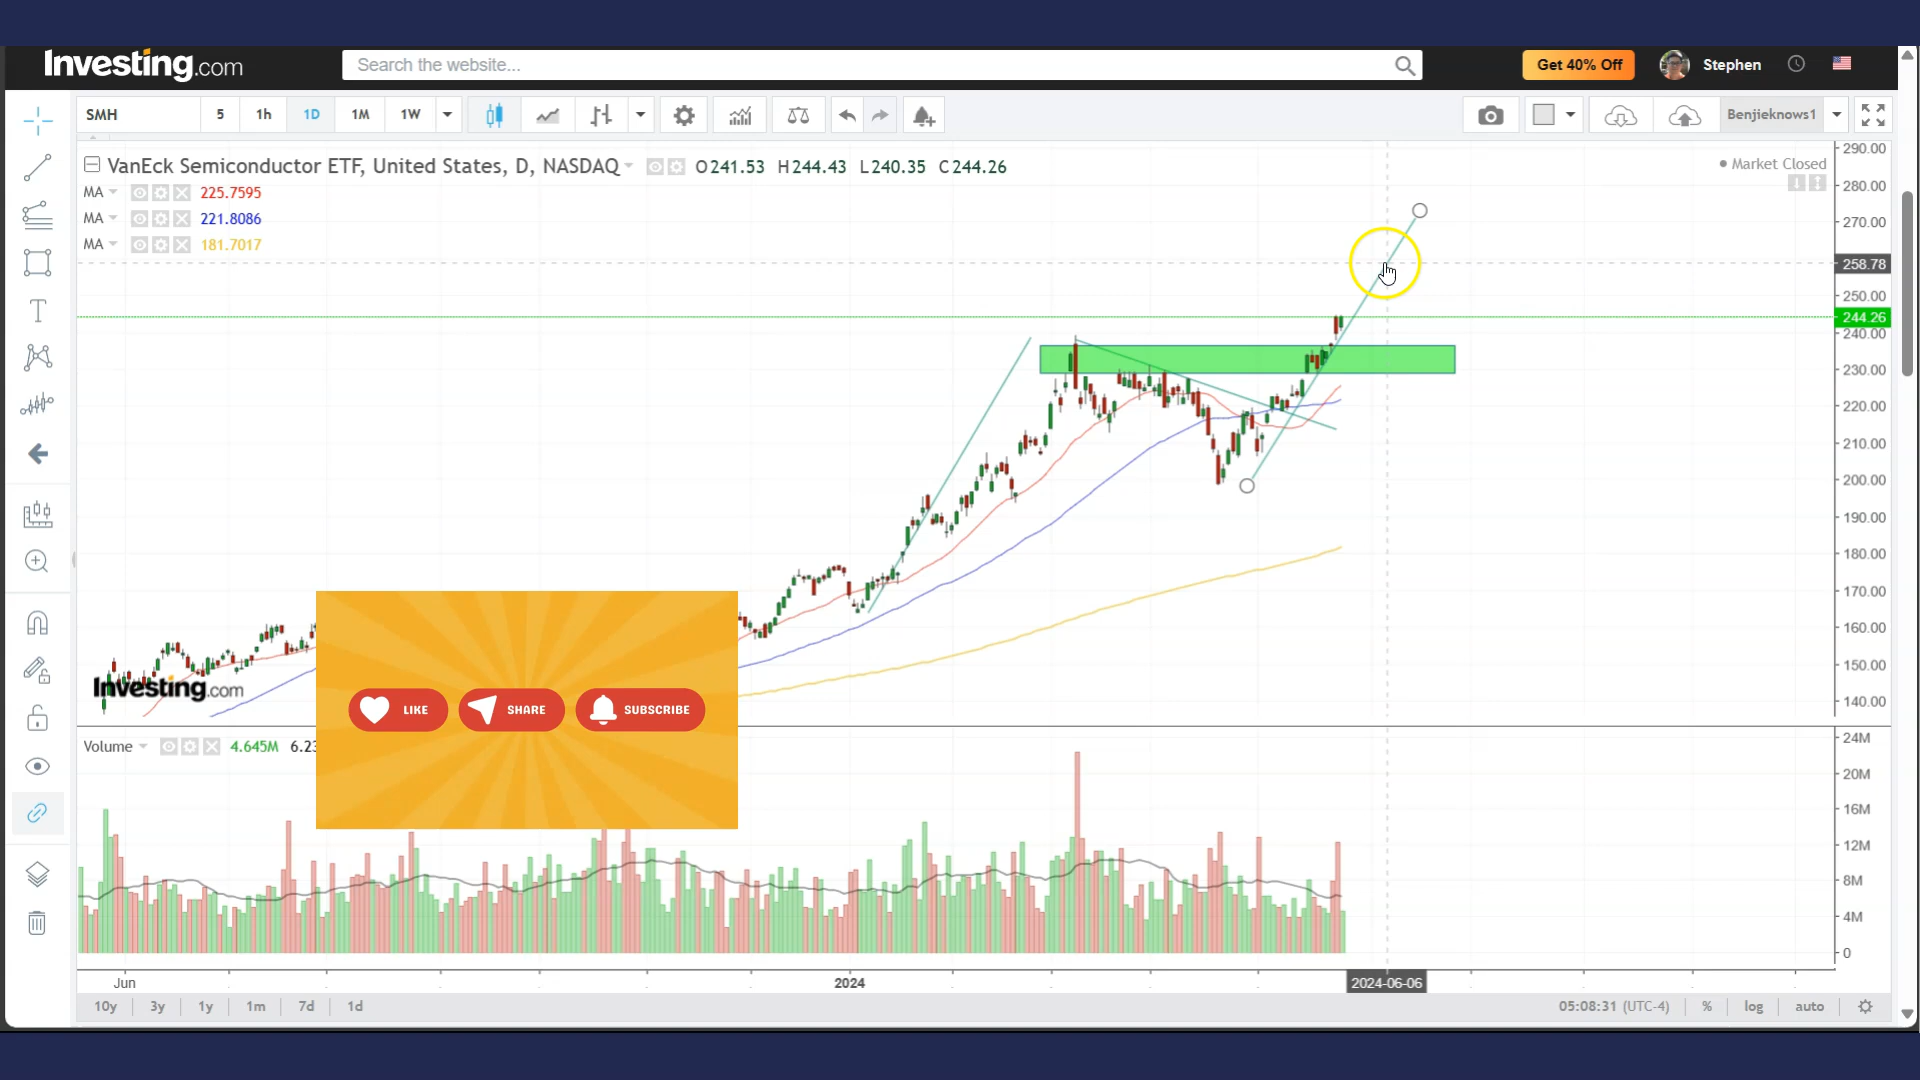 Investing.com
Search the website...
Get 40% Off
Stephen
SMH
5
1h
1D
1M
1W
Benjieknows1
VanEck Semiconductor ETF, United States, D, NASDAQ
O241.53 H244.43 L240.35 C244.26
Market Closed
MA 225.7595
MA 221.8086
MA 181.7017
290.00
280.00
270.00
258.78
250.00
244.26
240.00
230.00
220.00
210.00
200.00
190.00
180.00
170.00
160.00
150.00
140.00
Investing.com
LIKE
SHARE
SUBSCRIBE
Volume 4.645M
24M
20M
16M
12M
8M
4M
0
Jun
2024
2024-06-06
10y
3y
1y
1m
7d
1d
05:08:31 (UTC-4)
%
log
auto